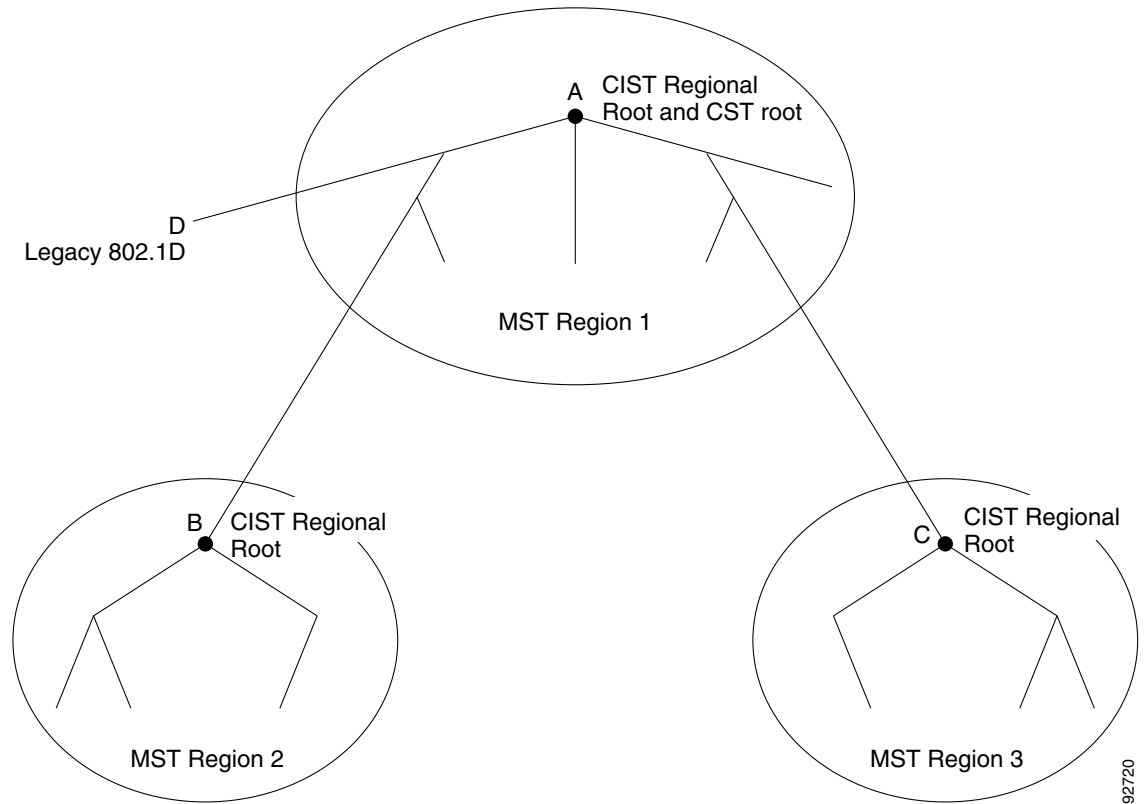 A CIST Regional
Root and CST root
D
Legacy 802.1D
MST Region 1
B CIST Regional
Root
C CIST Regional
Root
MST Region 2
MST Region 3
92720